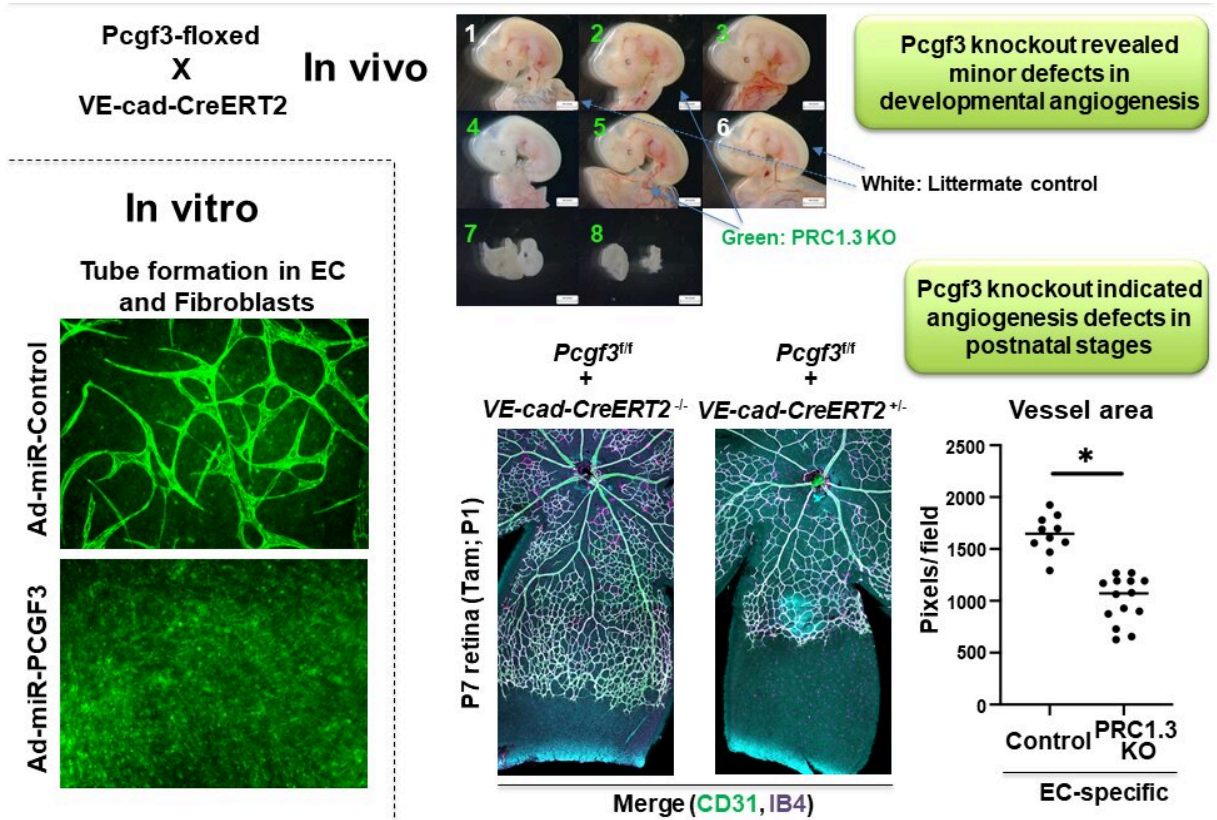 Pcgf3-floxed
X
VE-cad-CreERT2
In vivo
1
2
3
4
5
6
7
8
Pcgf3 knockout revealed
minor defects in
developmental angiogenesis
White: Littermate control
Green: PRC1.3 KO
In vitro
Tube formation in EC
and Fibroblasts
Ad-miR-Control
Ad-miR-PCGF3
Pcgf3 knockout indicated
angiogenesis defects in
postnatal stages
Pcgf3f/f
+
VE-cad-CreERT2 -/-
Pcgf3f/f
+
VE-cad-CreERT2 +/-
P7 retina (Tam; P1)
Merge (CD31, IB4)
Vessel area
*
Pixels/field
2500
2000
1500
1000
500
0
Control
PRC1.3
KO
EC-specific